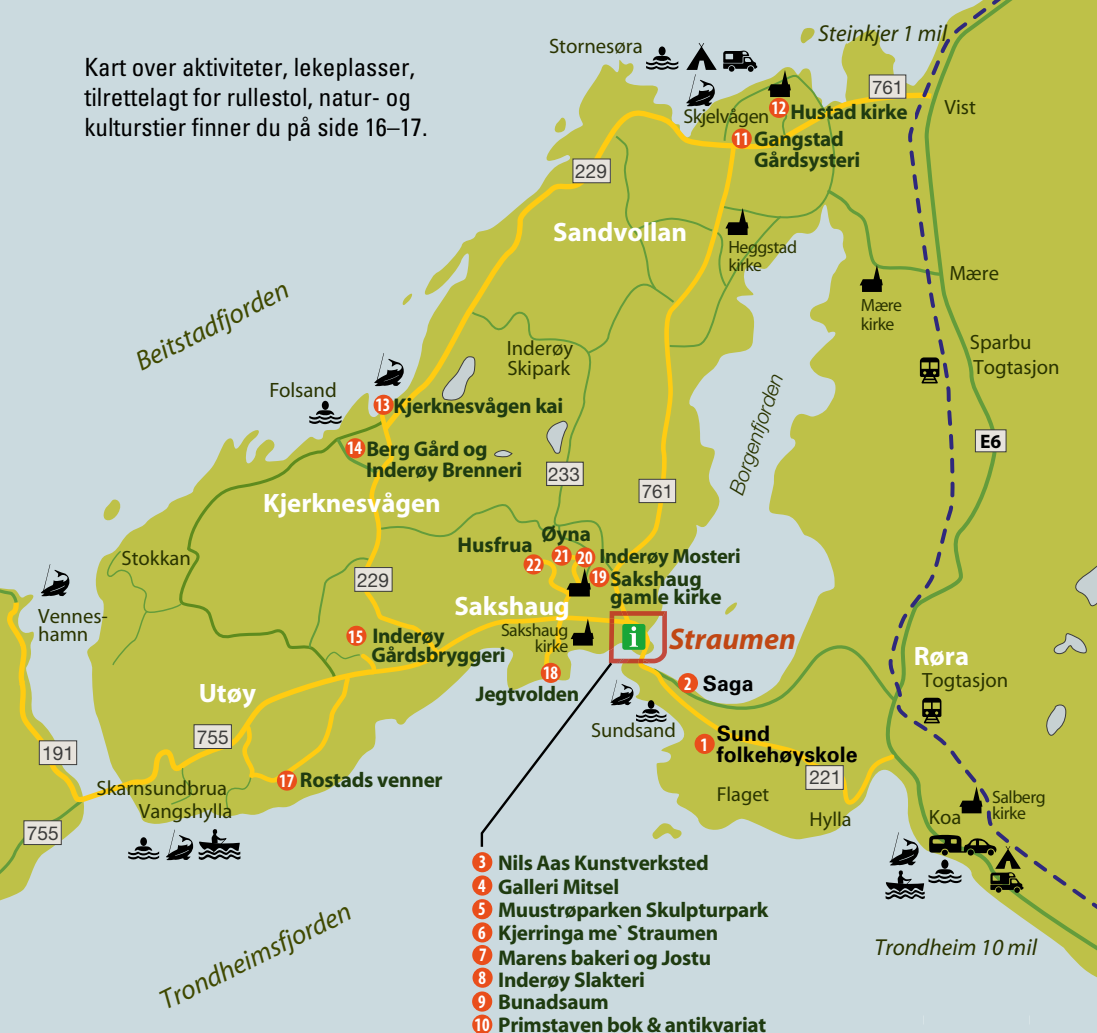 Kart over aktiviteter, lekeplasser,
tilrettelagt for rullestol, natur- og
kulturstier finner du på side 16–17.
Stornesøra
Steinkjer 1 mil
761
Vist
Skjelvågen
12 Hustad kirke
11 Gangstad
Gårdsysteri
229
Sandvollan
Heggstad
kirke
Mære
Mære
kirke
Beitstadfjorden
Inderøy
Skipark
Sparbu
Togtasjon
Folsand
13 Kjerknesvågen kai
14 Berg Gård og
Inderøy Brenneri
Borgenfjorden
E6
233
761
Kjerknesvågen
Stokkan
Husfrua
22
Øyna
21
20 Inderøy Mosteri
19 Sakshaug
gamle kirke
229
Vennes-
hamn
Sakshaug
Sakshaug
kirke
i
Straumen
15 Inderøy
Gårdsbryggeri
18
Jegtvolden
2 Saga
Røra
Togtasjon
Utøy
755
Sundsand
1 Sund
folkehøyskole
191
Skarnsundbrua
Vangshylla
17 Rostads venner
221
Flaget
Hylla
Koa
Salberg
kirke
755
3 Nils Aas Kunstverksted
4 Galleri Mitsel
5 Muustrøparken Skulpturpark
6 Kjerringa me` Straumen
7 Marens bakeri og Jostu
8 Inderøy Slakteri
9 Bunadsaum
10 Primstaven bok & antikvariat
Trondheimsfjorden
Trondheim 10 mil